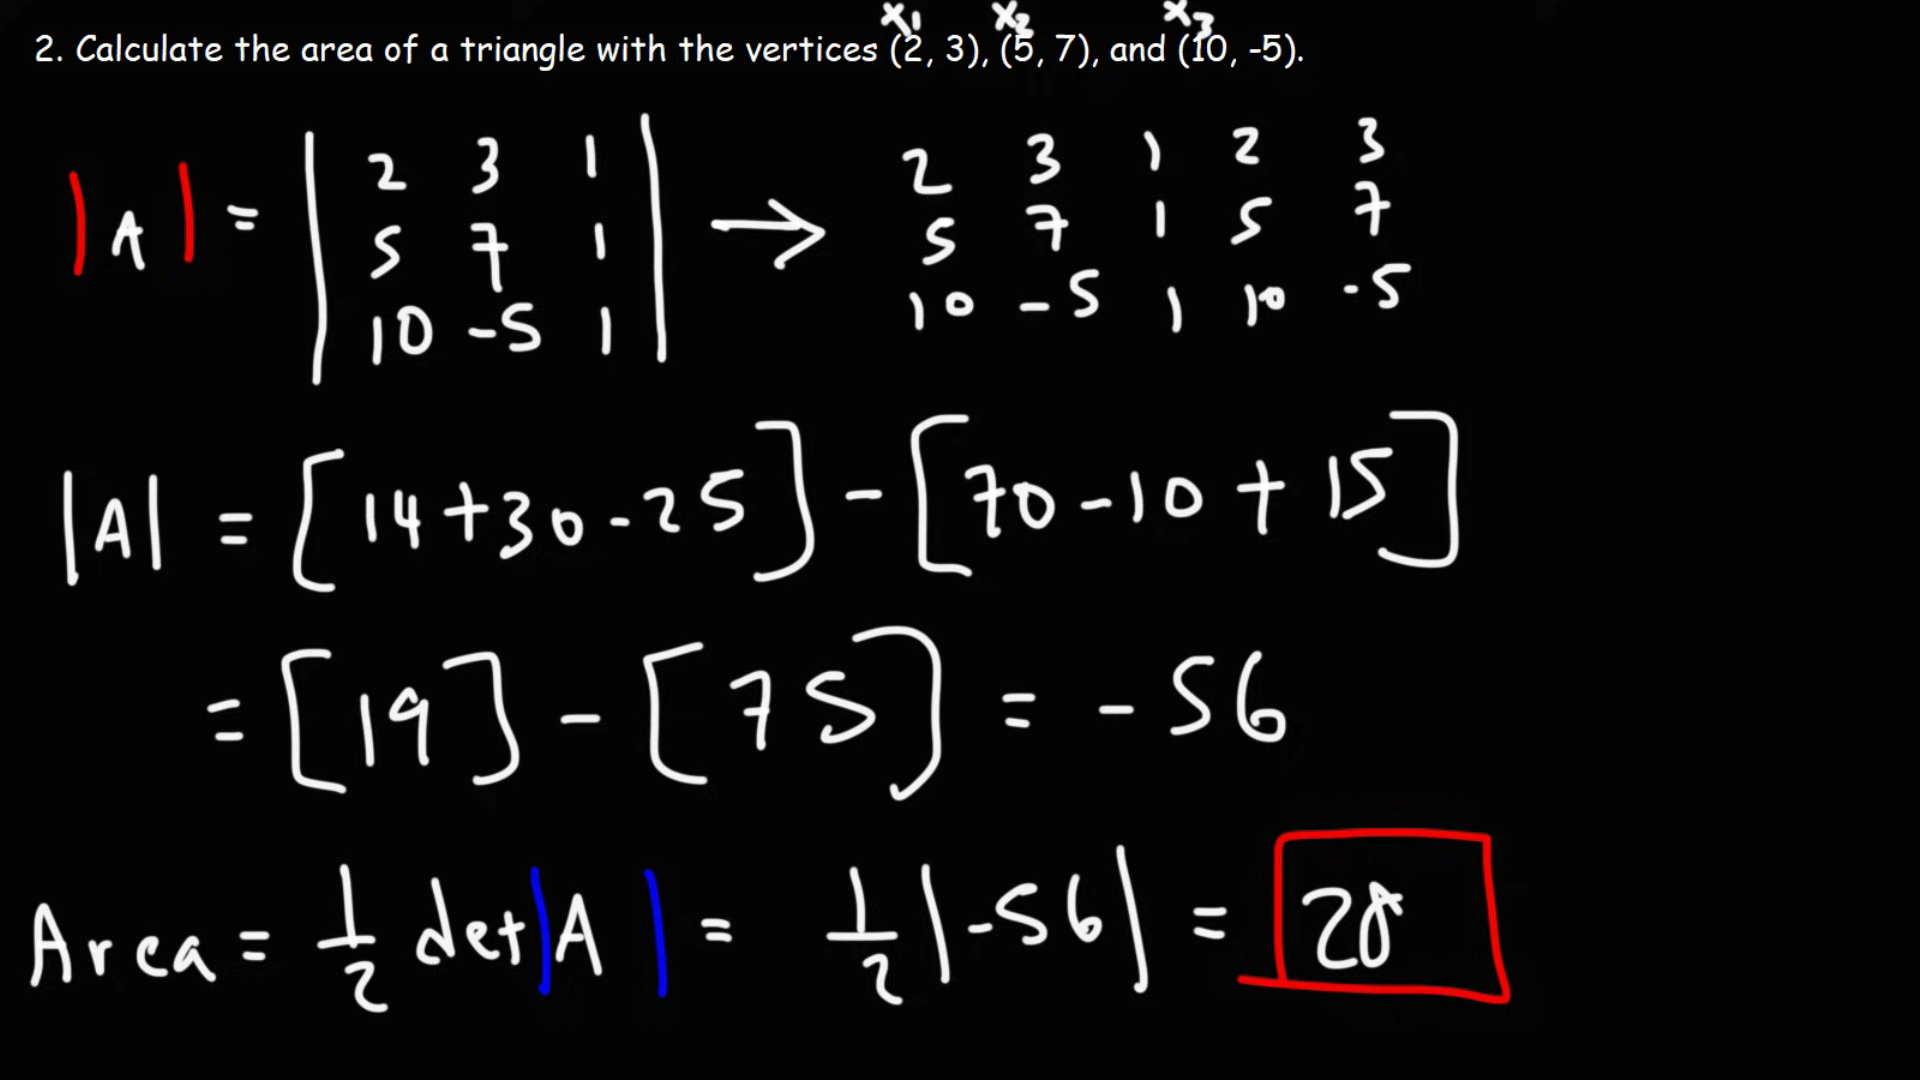 x1 x2 x3
2. Calculate the area of a triangle with the vertices (2, 3), (5, 7), and (10, -5).
|A| = | 2 3 1 | → 2 3 1 2 3
| 5 7 1 | 5 7 1 5 7
| 10 -5 1 | 10 -5 1 10 -5
|A| = [14+30-25] - [70-10+15]
= [19] - [75] = -56
Area = 1/2 det|A| = 1/2 |-56| = 28